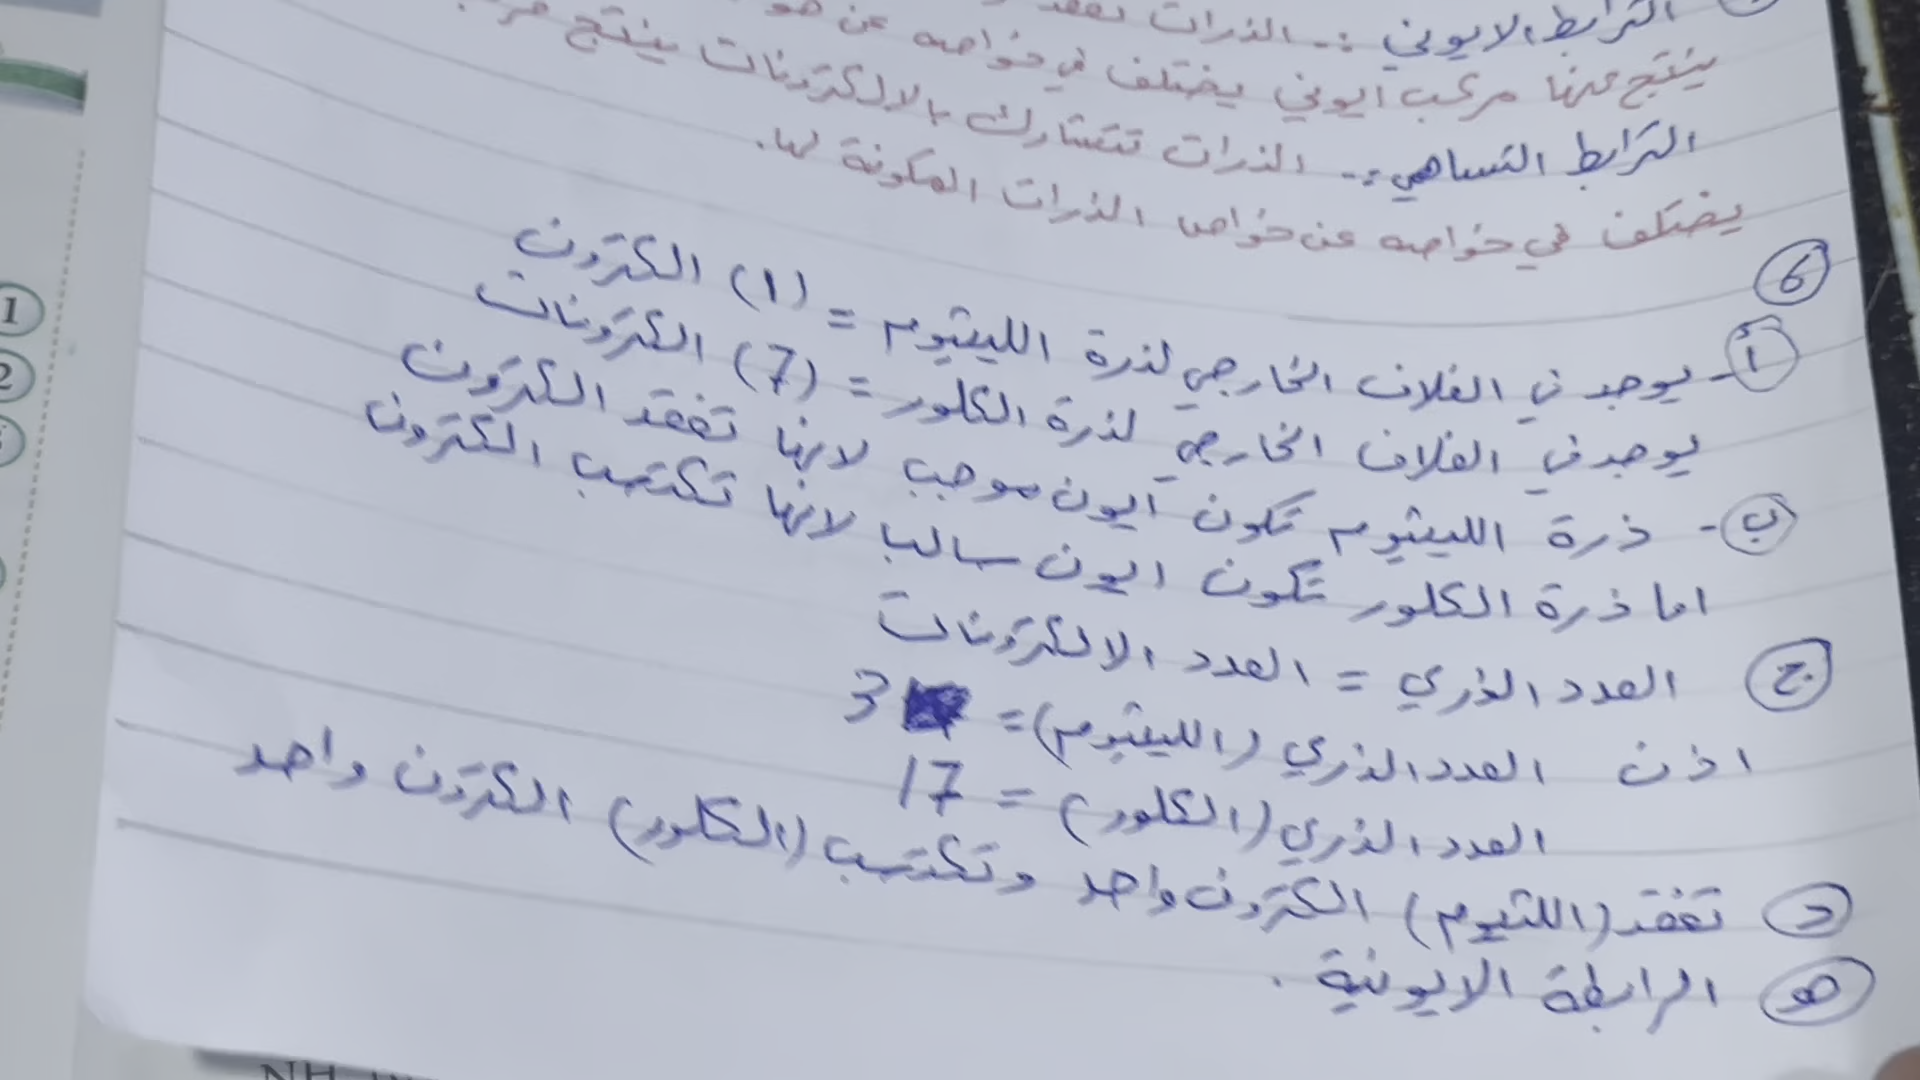 الترابط الايوني :- الذرات تفقد
ينتج عنها مركب ايوني يختلف في خواصه عن
الترابط التساهمي :- الذرات تتشارك بالالكترونات ينتج
يختلف في خواصه عن خواص الذرات المكونة لها.
6
أ - يوجد في الغلاف الخارجي لذرة الليثيوم = (1) الكترون
يوجد في الغلاف الخارجي لذرة الكلور = (7) الكترونات
ب - ذرة الليثيوم تكون آيون موجب لانها تفقد الكترون
اما ذرة الكلور تكون ايون سالب لانها تكتسب الكترون
ج العدد الذري = العدد الالكترونات
اذن العدد الذري (الليثيوم) = 3
العدد الذري (الكلور) = 17
د تفقد (اللثيوم) الكترون واحد وتكتسب (الكلور) الكترون واحد
هـ الرابطة الايونية .
1
2